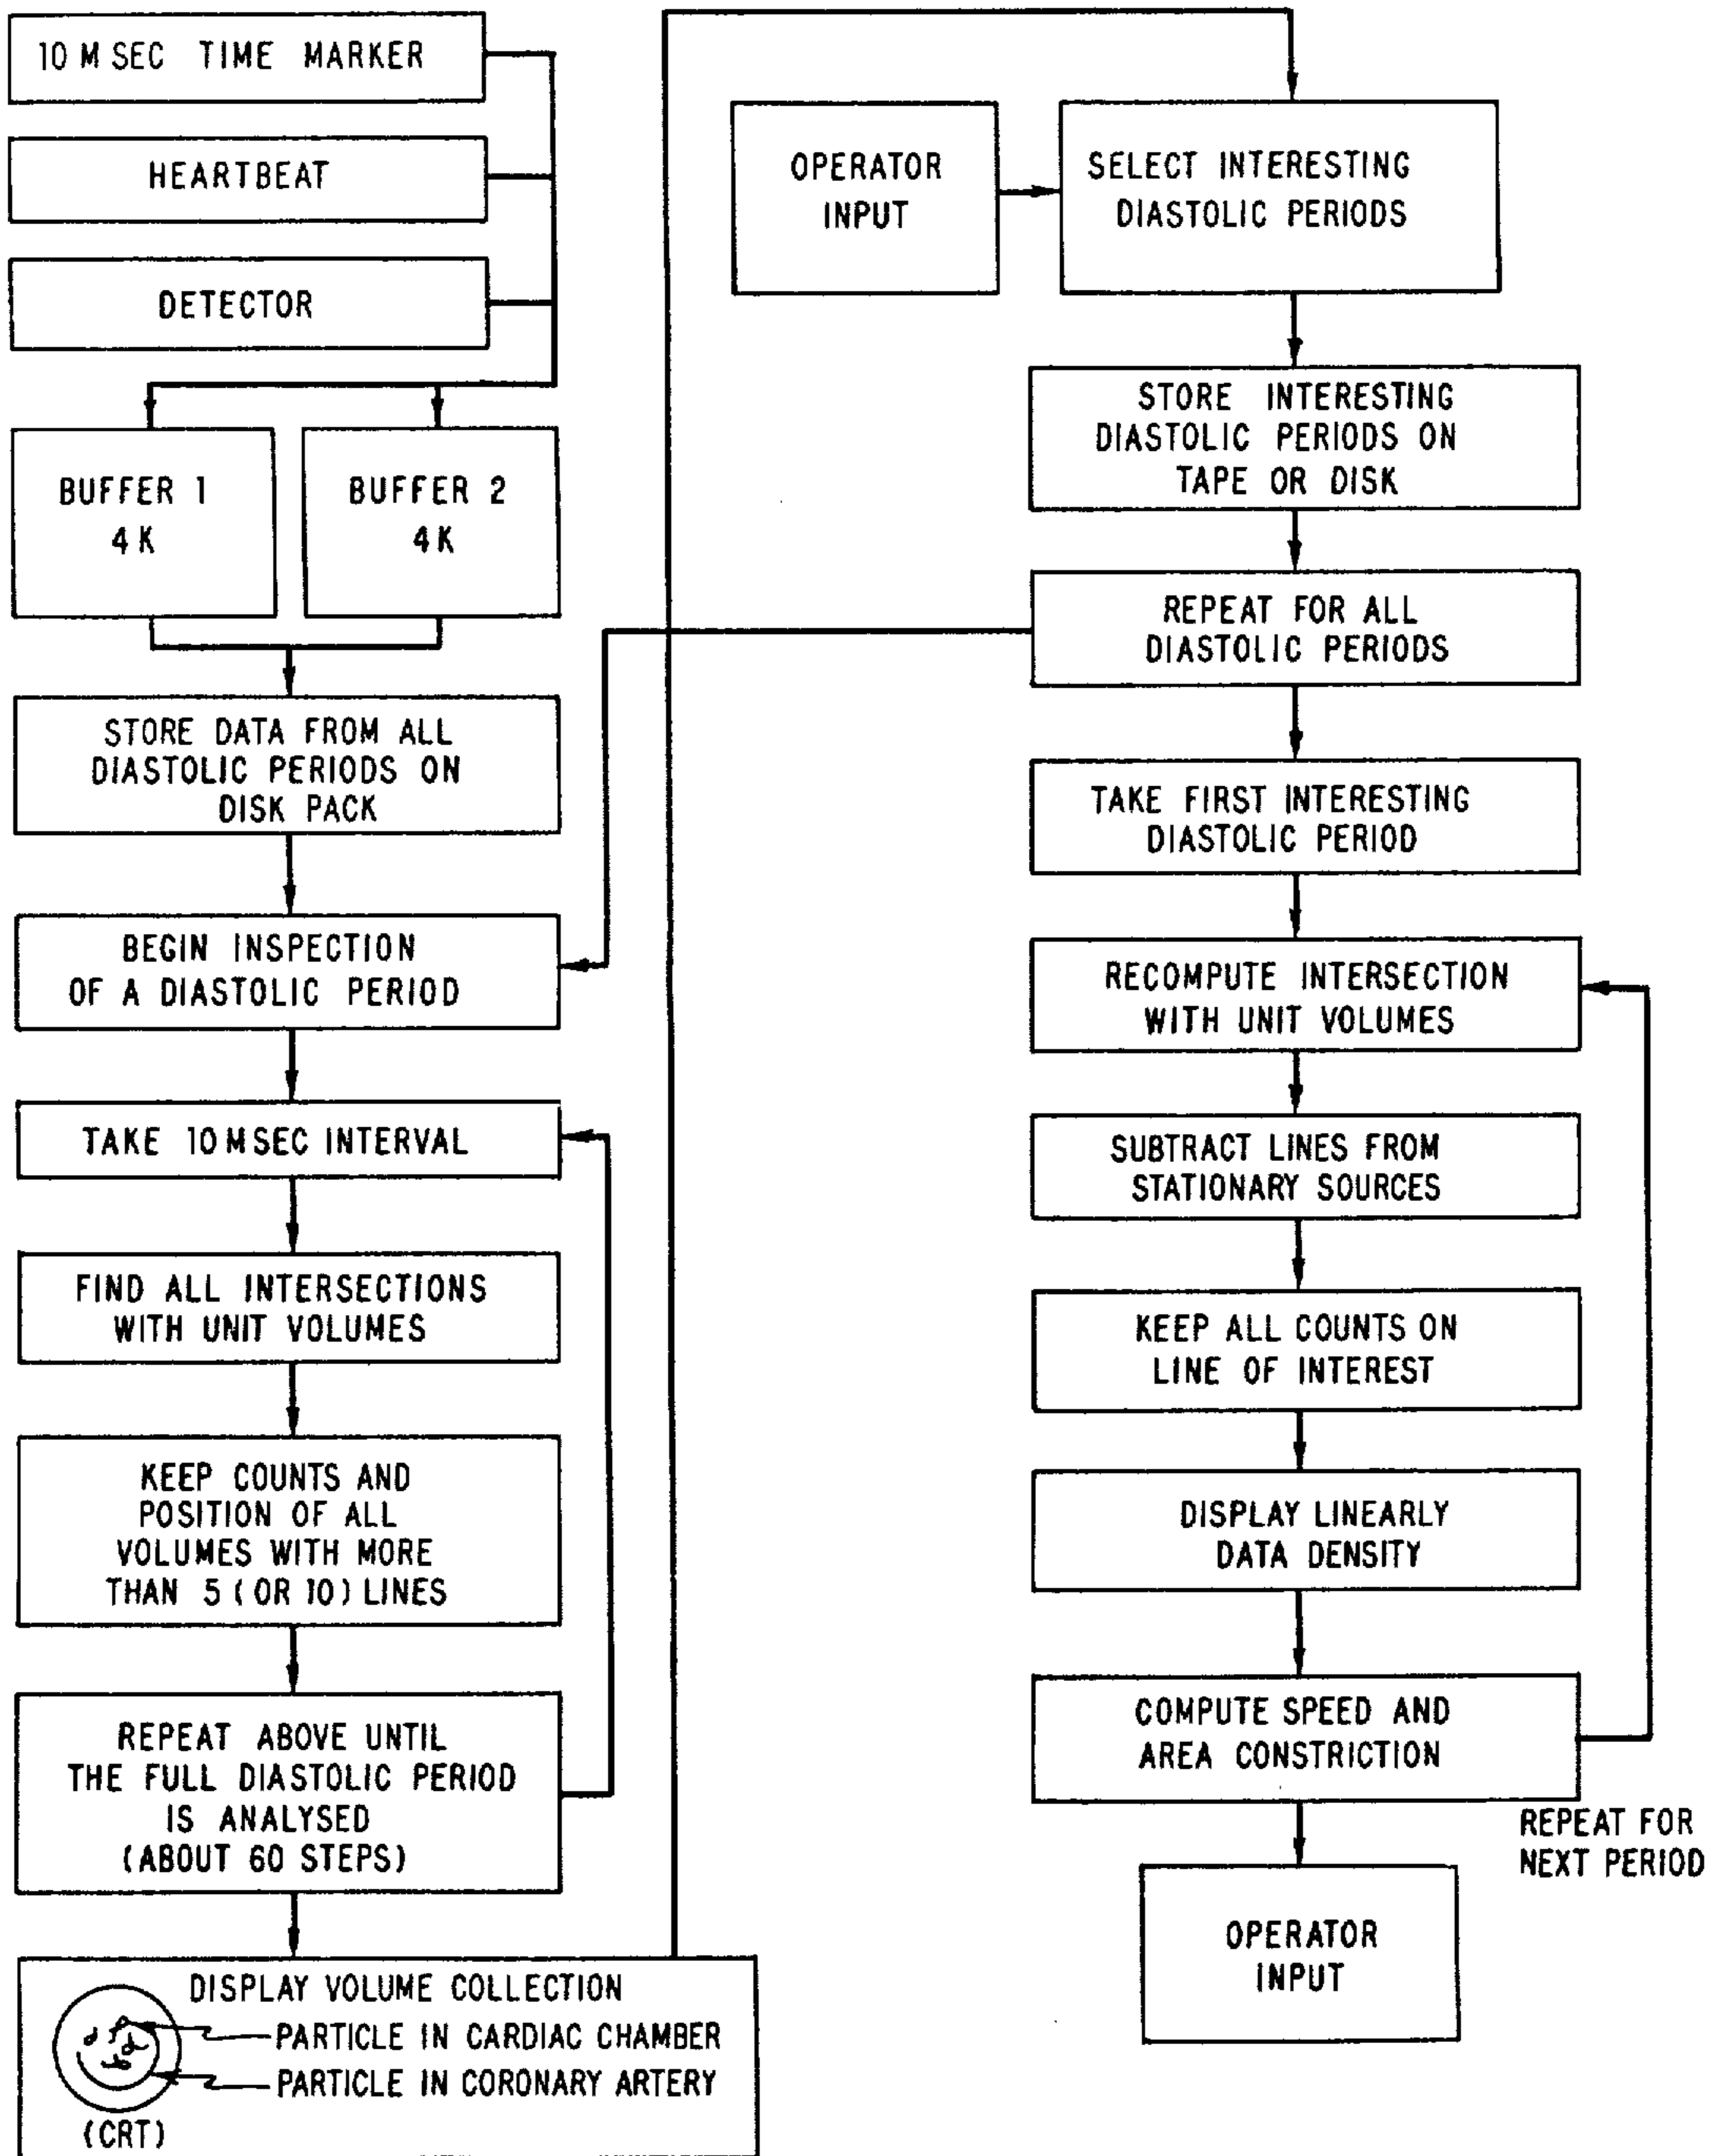 10 M SEC TIME MARKER
HEARTBEAT
DETECTOR
BUFFER 1
4 K
BUFFER 2
4 K
STORE DATA FROM ALL
DIASTOLIC PERIODS ON
DISK PACK
BEGIN INSPECTION
OF A DIASTOLIC PERIOD
TAKE 10 MSEC INTERVAL
FIND ALL INTERSECTIONS
WITH UNIT VOLUMES
KEEP COUNTS AND
POSITION OF ALL
VOLUMES WITH MORE
THAN 5 (OR 10) LINES
REPEAT ABOVE UNTIL
THE FULL DIASTOLIC PERIOD
IS ANALYSED
(ABOUT 60 STEPS)
DISPLAY VOLUME COLLECTION
PARTICLE IN CARDIAC CHAMBER
PARTICLE IN CORONARY ARTERY
(CRT)
OPERATOR
INPUT
SELECT INTERESTING
DIASTOLIC PERIODS
STORE INTERESTING
DIASTOLIC PERIODS ON
TAPE OR DISK
REPEAT FOR ALL
DIASTOLIC PERIODS
TAKE FIRST INTERESTING
DIASTOLIC PERIOD
RECOMPUTE INTERSECTION
WITH UNIT VOLUMES
SUBTRACT LINES FROM
STATIONARY SOURCES
KEEP ALL COUNTS ON
LINE OF INTEREST
DISPLAY LINEARLY
DATA DENSITY
COMPUTE SPEED AND
AREA CONSTRICTION
REPEAT FOR
NEXT PERIOD
OPERATOR
INPUT